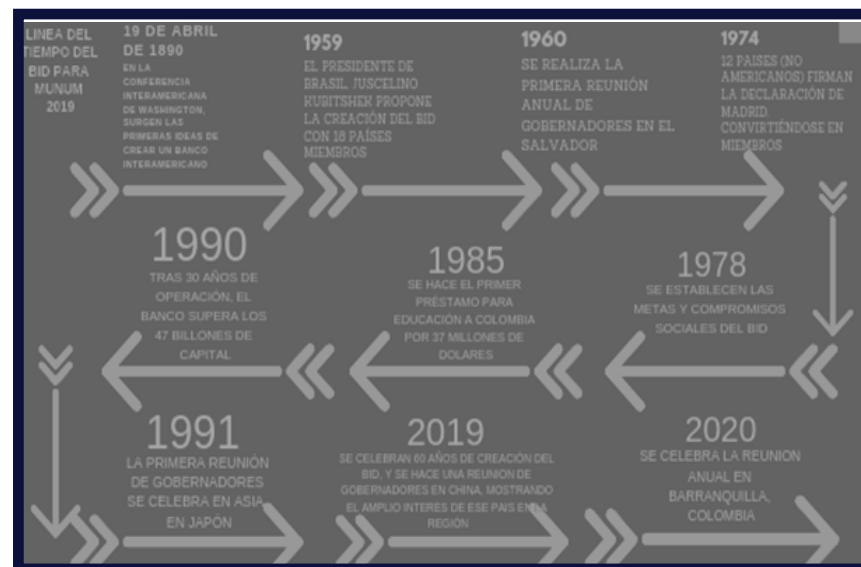 LINEA DEL
TIEMPO DEL
BID PARA
MUNUM
2019
19 DE ABRIL
DE 1890
EN LA
CONFERENCIA
INTERAMERICANA
DE WASHINGTON,
SURGEN LAS
PRIMERAS IDEAS DE
CREAR UN BANCO
INTERAMERICANO
1959
EL PRESIDENTE DE
BRASIL, JUSCELINO
KUBITSHEK PROPONE
LA CREACIÓN DEL BID
CON 18 PAÍSES
MIEMBROS
1960
SE REALIZA LA
PRIMERA REUNIÓN
ANUAL DE
GOBERNADORES EN EL
SALVADOR
1974
12 PAISES (NO
AMERICANOS) FIRMAN
LA DECLARACIÓN DE
MADRID.
CONVIRTIÉNDOSE EN
MIEMBROS
1990
TRAS 30 AÑOS DE
OPERACIÓN, EL
BANCO SUPERA LOS
47 BILLONES DE
CAPITAL
1985
SE HACE EL PRIMER
PRÉSTAMO PARA
EDUCACIÓN A COLOMBIA
POR 37 MILLONES DE
DOLARES
1978
SE ESTABLECEN LAS
METAS Y COMPROMISOS
SOCIALES DEL BID
1991
LA PRIMERA REUNIÓN
DE GOBERNADORES
SE CELEBRA EN ASIA,
EN JAPÓN
2019
SE CELEBRAN 60 AÑOS DE CREACIÓN DEL
BID, Y SE HACE UNA REUNION DE
GOBERNADORES EN CHINA, MOSTRANDO
EL AMPLIO INTERES DE ESE PAIS EN LA
REGIÓN
2020
SE CELEBRA LA REUNION
ANUAL EN
BARRANQUILLA,
COLOMBIA